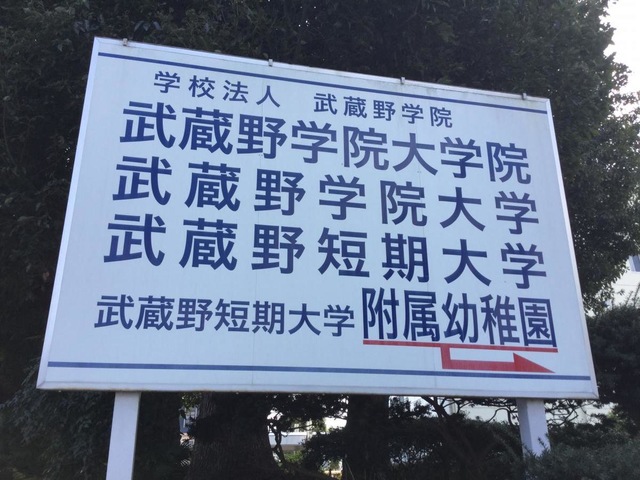 学校法人 武蔵野学院
武蔵野学院大学院
武蔵野学院大学
武蔵野短期大学
武蔵野短期大学附属幼稚園